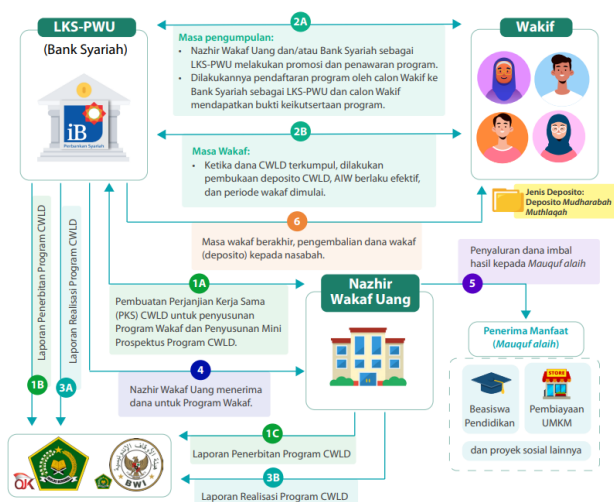 LKS-PWU
(Bank Syariah)
iB
Perbankan Syariah
2A
Masa pengumpulan:
• Nazhir Wakaf Uang dan/atau Bank Syariah sebagai
LKS-PWU melakukan promosi dan penawaran program.
• Dilakukannya pendaftaran program oleh calon Wakif ke
Bank Syariah sebagai LKS-PWU dan calon Wakif
mendapatkan bukti keikutsertaan program.
Wakif
2B
Masa Wakaf:
• Ketika dana CWLD terkumpul, dilakukan
pembukaan deposito CWLD, AIW berlaku efektif,
dan periode wakaf dimulai.
Jenis Deposito:
Deposito Mudharabah
Muthlaqah
6
Masa wakaf berakhir, pengembalian dana wakaf
(deposito) kepada nasabah.
1A
Pembuatan Perjanjian Kerja Sama
(PKS) CWLD untuk penyusunan
Program Wakaf dan Penyusunan Mini
Prospektus Program CWLD.
Nazhir
Wakaf Uang
Penyaluran dana imbal
hasil kepada Mauquf alaih
5
Penerima Manfaat
(Mauquf alaih)
STORE
Beasiswa
Pendidikan
Pembiayaan
UMKM
dan proyek sosial lainnya
4
Nazhir Wakaf Uang menerima
dana untuk Program Wakaf.
Laporan Penerbitan Program CWLD
1B
Laporan Realisasi Program CWLD
3A
1C
Laporan Penerbitan Program CWLD
3B
Laporan Realisasi Program CWLD
BWI